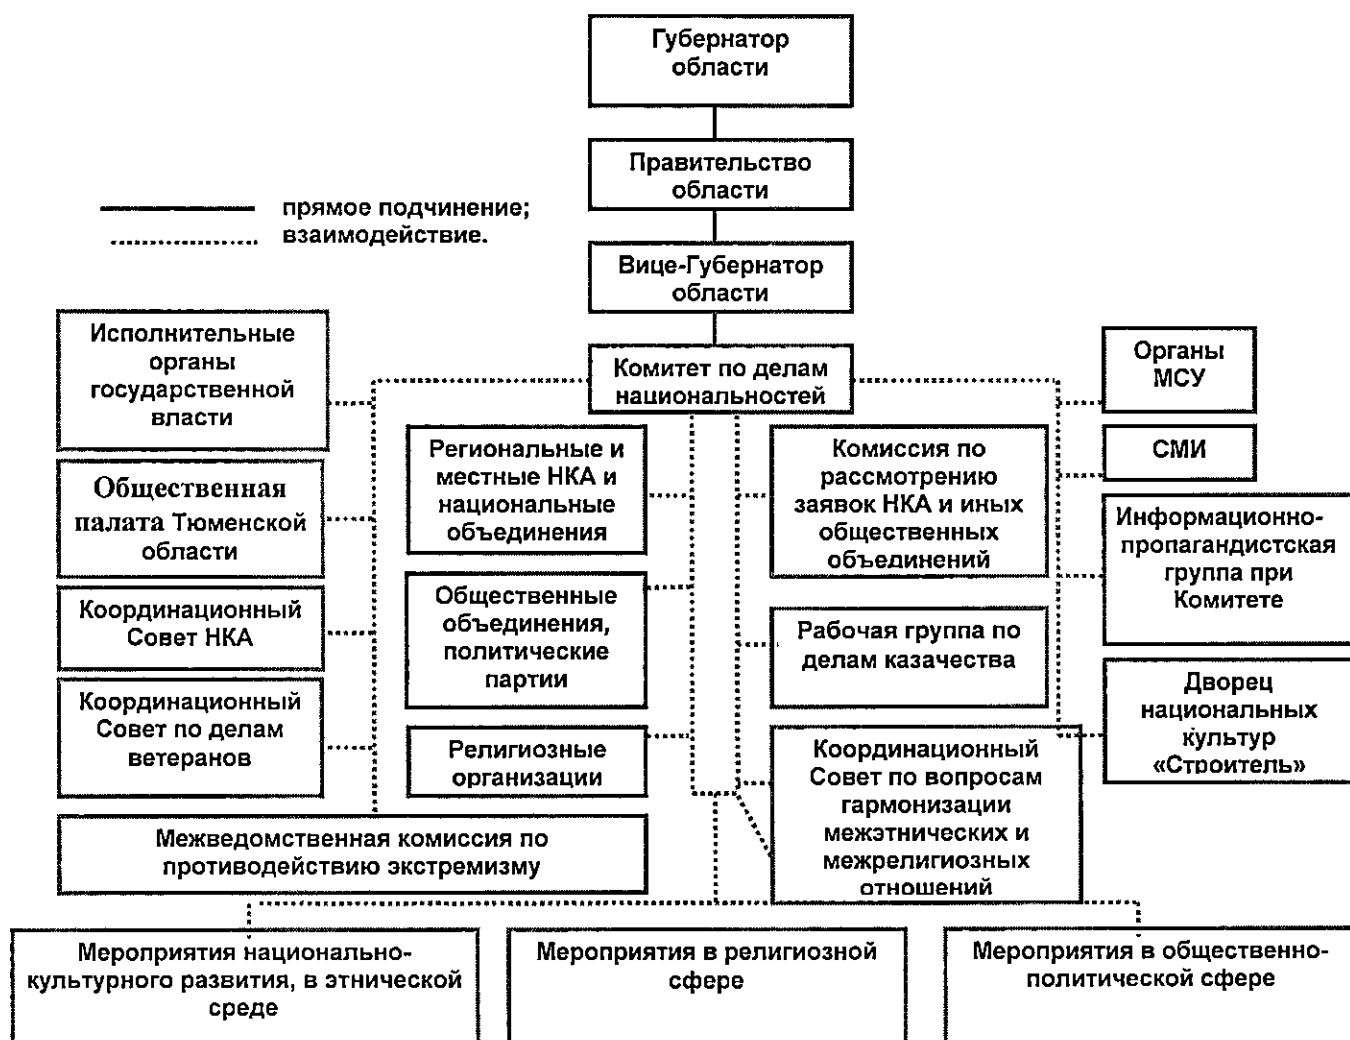 Губернатор
области
Правительство
области
прямое подчинение;
взаимодействие.
Вице-Губернатор
области
Комитет по делам
национальностей
Исполнительные
органы
государственной
власти
Общественная
палата Тюменской
области
Координационный
Совет НКА
Координационный
Совет по делам
ветеранов
Межведомственная комиссия по
противодействию экстремизму
Региональные и
местные НКА и
национальные
объединения
Общественные
объединения,
политические
партии
Религиозные
организации
Комиссия по
рассмотрению
заявок НКА и иных
общественных
объединений
Рабочая группа по
делам казачества
Координационный
Совет по вопросам
гармонизации
межэтнических и
межрелигиозных
отношений
Органы
МСУ
СМИ
Информационно-
пропагандистская
группа при
Комитете
Дворец
национальных
культур
«Строитель»
Мероприятия национально-
культурного развития, в этнической
среде
Мероприятия в религиозной
сфере
Мероприятия в общественно-
политической сфере